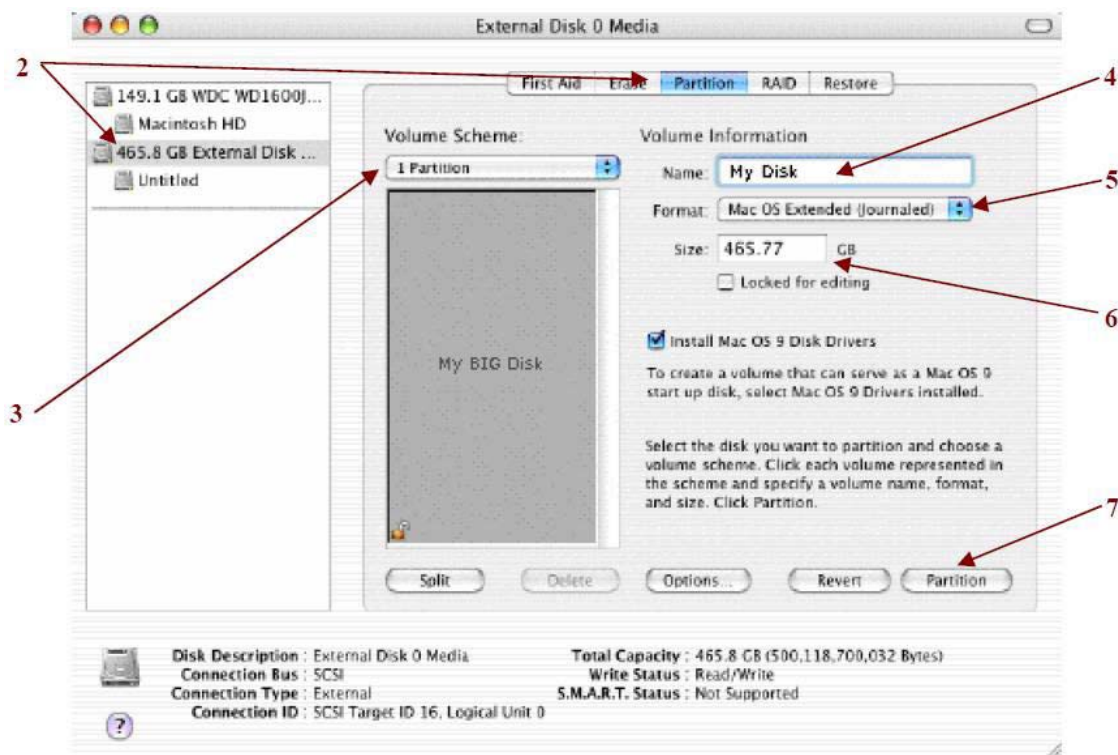 External Disk 0 Media
2
First Aid Erase Partition RAID Restore
4
149.1 GB WDC WD1600J...
Macintosh HD
465.8 GB External Disk ...
Untitled
Volume Scheme:
1 Partition
Volume Information
Name: My Disk
5
Format: Mac OS Extended (Journaled)
Size: 465.77 GB
Locked for editing
6
Install Mac OS 9 Disk Drivers
My BIG Disk
To create a volume that can serve as a Mac OS 9
start up disk, select Mac OS 9 Drivers installed.
3
Select the disk you want to partition and choose a
volume scheme. Click each volume represented in
the scheme and specify a volume name, format,
and size. Click Partition.
7
Split Delete Options... Revert Partition
Disk Description : External Disk 0 Media
Connection Bus : SCSI
Connection Type : External
Connection ID : SCSI Target ID 16, Logical Unit 0
Total Capacity : 465.8 GB (500,118,700,032 Bytes)
Write Status : Read/Write
S.M.A.R.T. Status : Not Supported
?